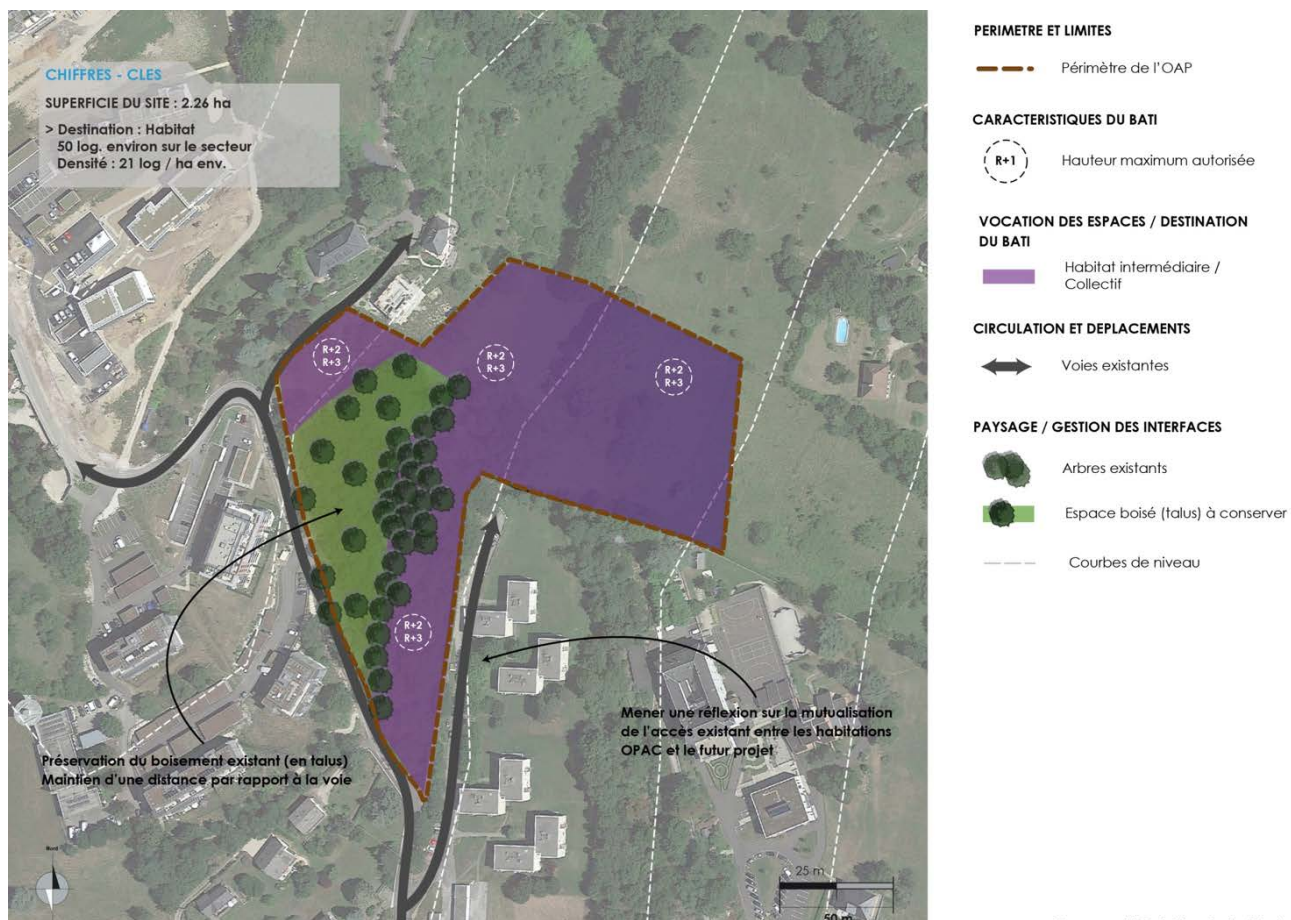 CHIFFRES - CLES
SUPERFICIE DU SITE : 2.26 ha
> Destination : Habitat
50 log. environ sur le secteur
Densité : 21 log / ha env.
R+2
R+3
R+2
R+3
R+2
R+3
R+2
R+3
Préservation du boisement existant (en talus)
Maintien d'une distance par rapport à la voie
Mener une réflexion sur la mutualisation
de l'accès existant entre les habitations
OPAC et le futur projet
Nord
25 m
50 m
PERIMETRE ET LIMITES
Périmètre de l'OAP
CARACTERISTIQUES DU BATI
R+1
Hauteur maximum autorisée
VOCATION DES ESPACES / DESTINATION
DU BATI
Habitat intermédiaire /
Collectif
CIRCULATION ET DEPLACEMENTS
Voies existantes
PAYSAGE / GESTION DES INTERFACES
Arbres existants
Espace boisé (talus) à conserver
Courbes de niveau